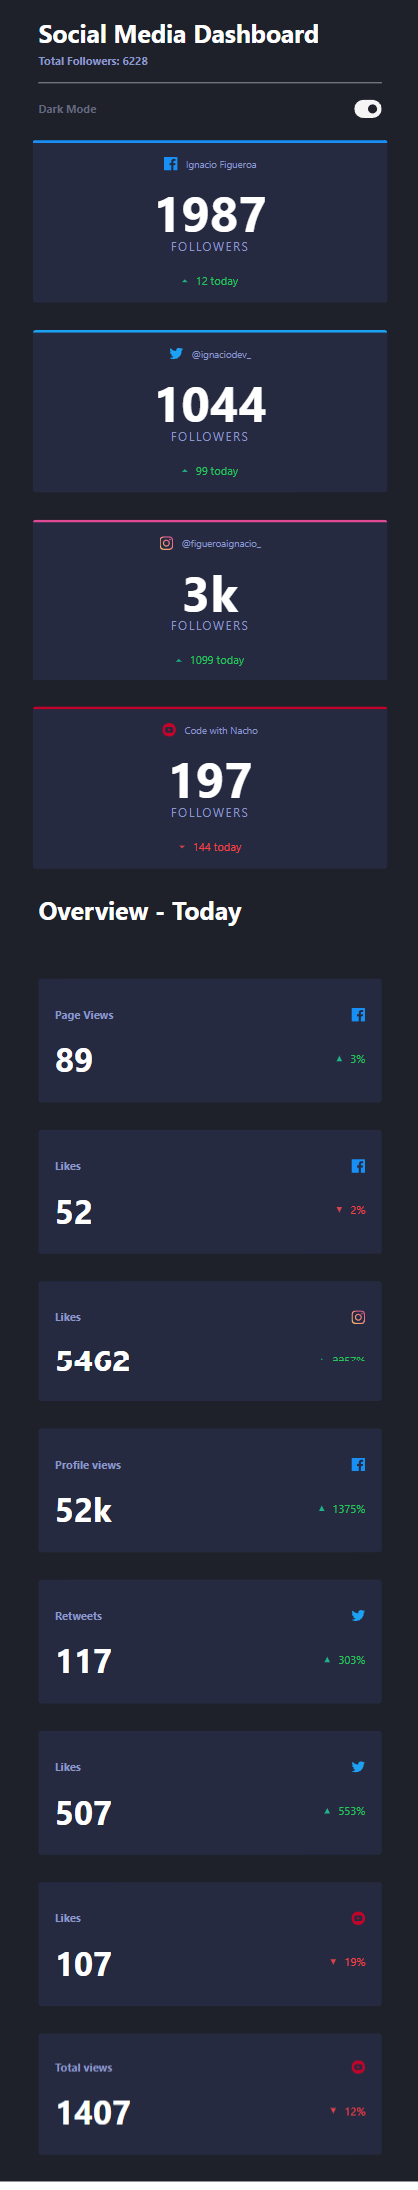 Social Media Dashboard
Total Followers: 6228
Dark Mode
Ignacio Figueroa
1987
FOLLOWERS
12 today
@ignaciodev_
1044
FOLLOWERS
99 today
@figueroaignacio_
3k
FOLLOWERS
1099 today
Code with Nacho
197
FOLLOWERS
144 today
Overview - Today
Page Views
89
3%
Likes
52
2%
Likes
5462
Profile views
52k
1375%
Retweets
117
303%
Likes
507
553%
Likes
107
19%
Total views
1407
12%